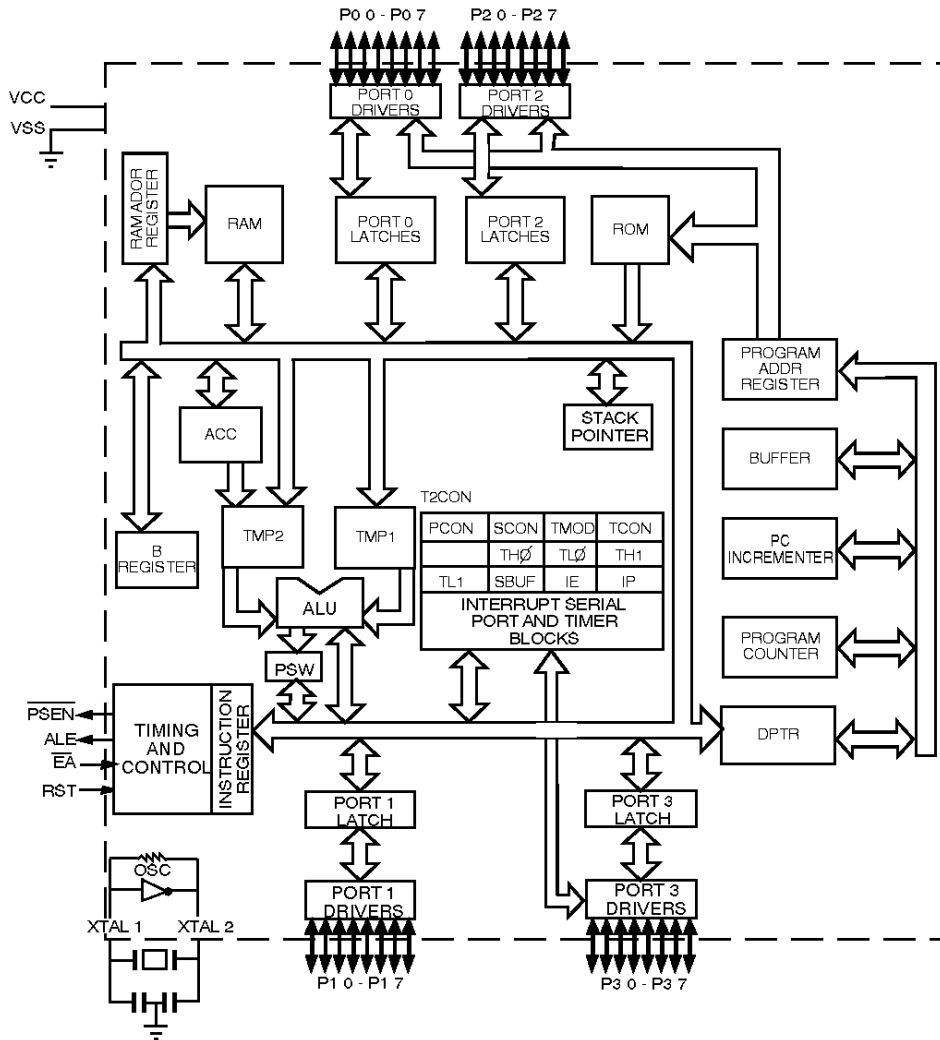 P0 0 - P0 7
P2 0 - P2 7
VCC
VSS
PORT 0
DRIVERS
PORT 2
DRIVERS
RAM ADOR
REGISTER
RAM
PORT 0
LATCHES
PORT 2
LATCHES
ROM
PROGRAM
ADDR
REGISTER
ACC
STACK
POINTER
BUFFER
B
REGISTER
TMP2
TMP1
T2CON
PCON SCON TMOD TCON
THØ TLØ TH1
TL1 SBUF IE IP
INTERRUPT SERIAL
PORT AND TIMER
BLOCKS
PC
INCREMENTER
ALU
PSW
PROGRAM
COUNTER
PSEN
ALE
EA
RST
TIMING
AND
CONTROL
INSTRUCTION
REGISTER
DPTR
PORT 1
LATCH
PORT 3
LATCH
OSC
XTAL 1
XTAL 2
PORT 1
DRIVERS
PORT 3
DRIVERS
P1 0 - P1 7
P3 0 - P3 7